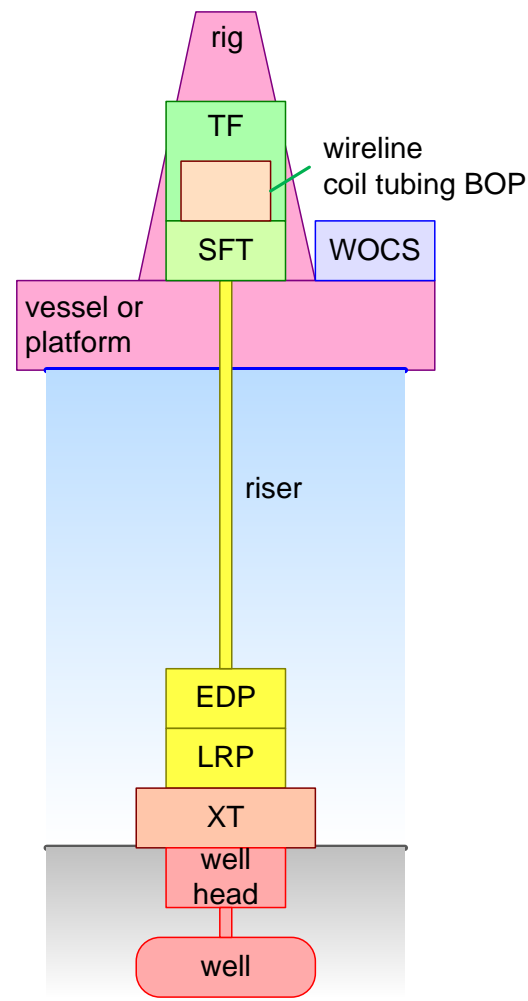 rig
TF
wireline
coil tubing BOP
SFT
WOCS
vessel or
platform
riser
EDP
LRP
XT
well
head
well